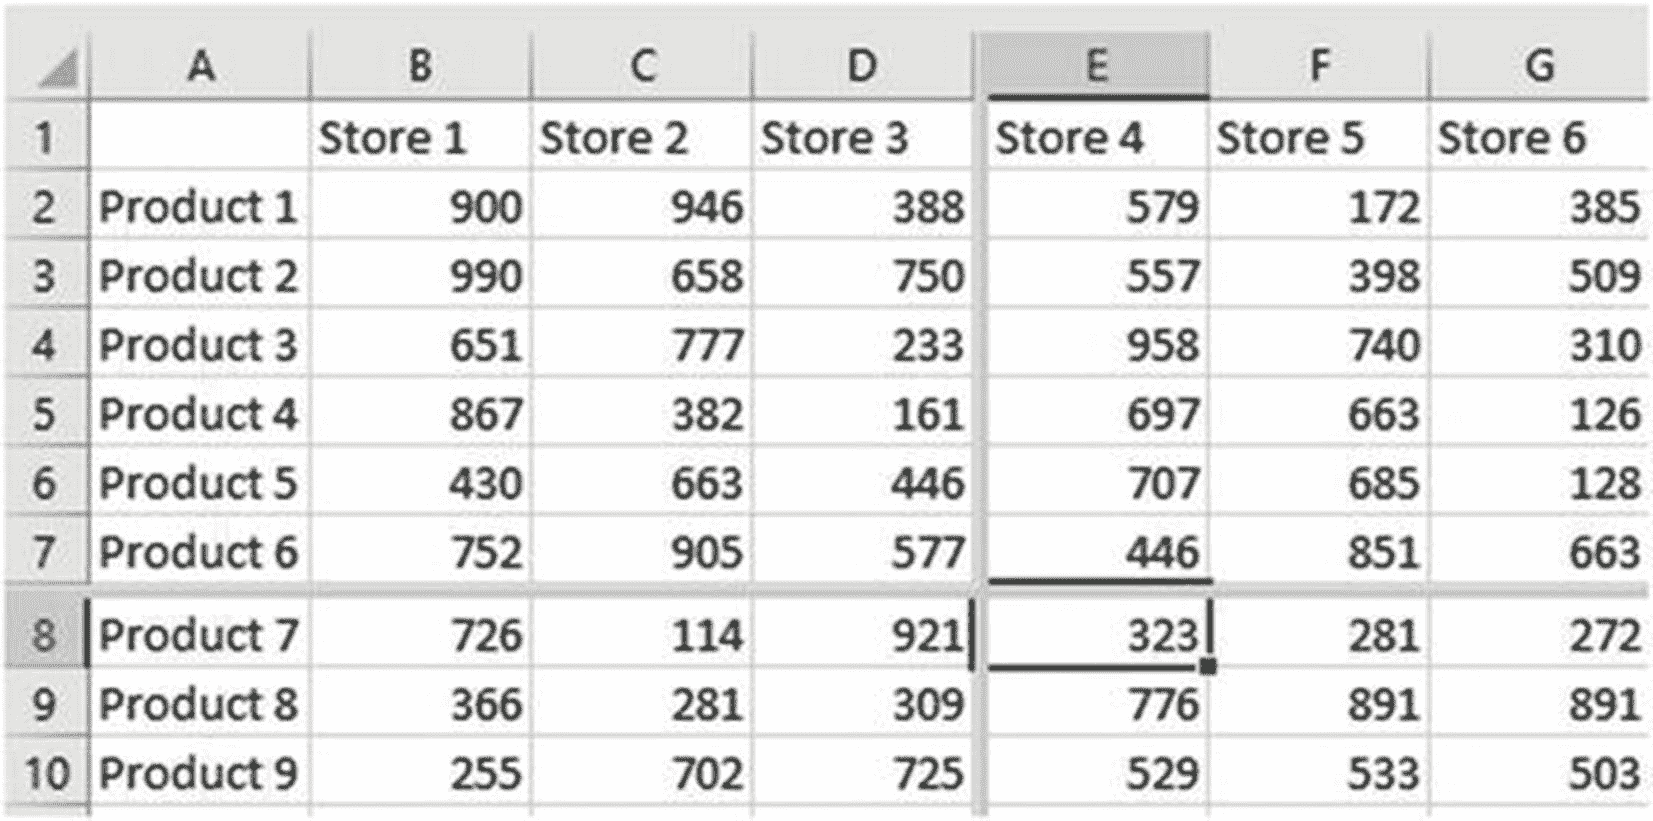 A B C D E F G
1 Store 1 Store 2 Store 3 Store 4 Store 5 Store 6
2 Product 1 900 946 388 579 172 385
3 Product 2 990 658 750 557 398 509
4 Product 3 651 777 233 958 740 310
5 Product 4 867 382 161 697 663 126
6 Product 5 430 663 446 707 685 128
7 Product 6 752 905 577 446 851 663
8 Product 7 726 114 921 323 281 272
9 Product 8 366 281 309 776 891 891
10 Product 9 255 702 725 529 533 503